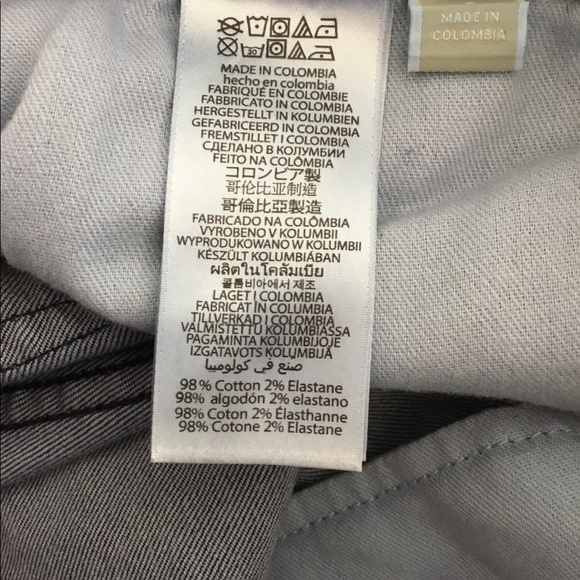 MADE IN
COLOMBIA
30
MADE IN COLOMBIA
hecho en colombia
FABRIQUÉ EN COLOMBIE
FABBRICATO IN COLOMBIA
HERGESTELLT IN KOLUMBIEN
GEFABRICEERD IN COLOMBIA
FREMSTILLET I COLOMBIA
СДЕЛАНО В КОЛУМБИИ
FEITO NA COLÔMBIA
コロンビア製
哥伦比亚制造
哥倫比亞製造
FABRICADO NA COLÔMBIA
VYROBENO V KOLUMBII
WYPRODUKOWANO W KOLUMBII
KÉSZÜLT KOLUMBIÁBAN
ผลิตในโคลัมเบีย
콜롬비아에서 제조
LAGET I COLOMBIA
FABRICAT ÎN COLUMBIA
TILLVERKAD I COLOMBIA
VALMISTETTU KOLUMBIASSA
PAGAMINTA KOLUMBIJOJE
IZGATAVOTS KOLUMBIJĀ
صنع في كولومبيا
98% Cotton 2% Elastane
98% algodón 2% elastano
98% Coton 2% Élasthanne
98% Cotone 2% Elastane